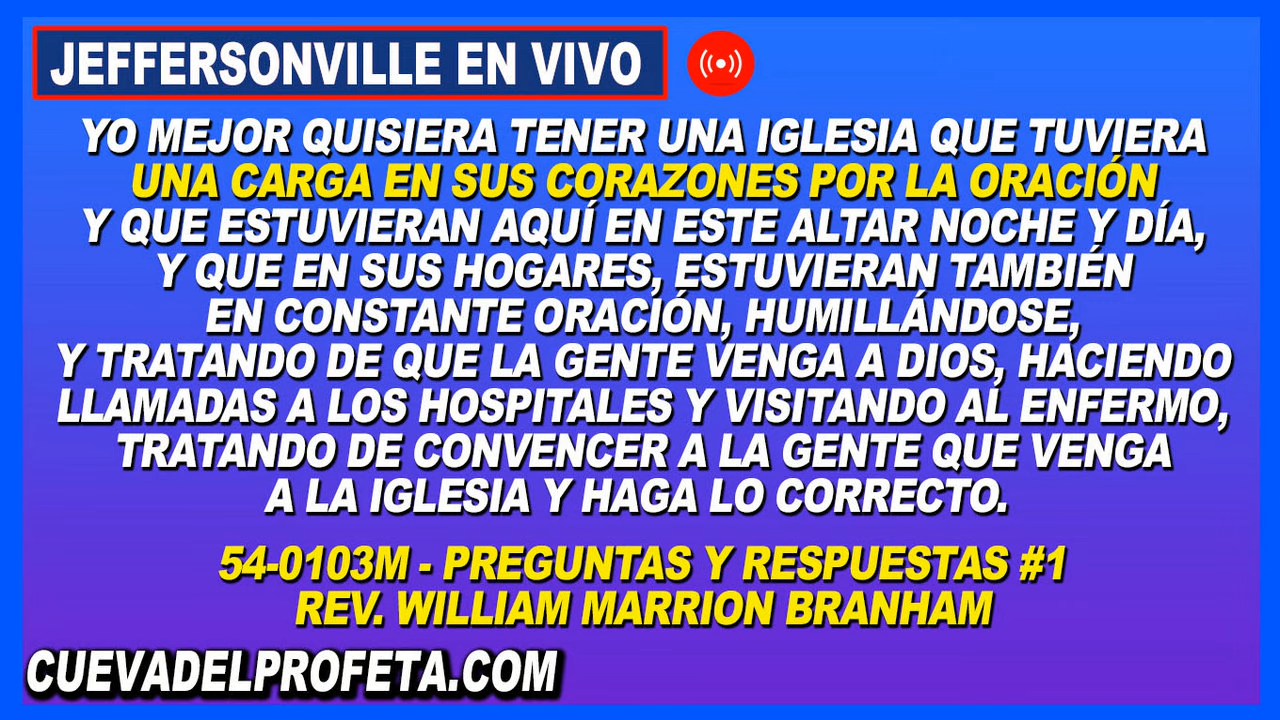 JEFFERSONVILLE EN VIVO
YO MEJOR QUISIERA TENER UNA IGLESIA QUE TUVIERA
UNA CARGA EN SUS CORAZONES POR LA ORACIÓN
Y QUE ESTUVIERAN AQUÍ EN ESTE ALTAR NOCHE Y DÍA,
Y QUE EN SUS HOGARES, ESTUVIERAN TAMBIÉN
EN CONSTANTE ORACIÓN, HUMILLÁNDOSE,
Y TRATANDO DE QUE LA GENTE VENGA A DIOS, HACIENDO
LLAMADAS A LOS HOSPITALES Y VISITANDO AL ENFERMO,
TRATANDO DE CONVENCER A LA GENTE QUE VENGA
A LA IGLESIA Y HAGA LO CORRECTO.
54-0103M - PREGUNTAS Y RESPUESTAS #1
REV. WILLIAM MARRION BRANHAM
CUEVADELPROFETA.COM